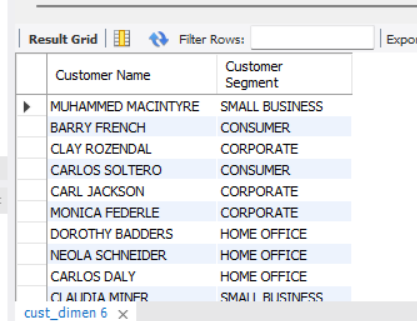 Result Grid Filter Rows: Expor
Customer Name Customer Segment
MUHAMMED MACINTYRE SMALL BUSINESS
BARRY FRENCH CONSUMER
CLAY ROZENDAL CORPORATE
CARLOS SOLTERO CONSUMER
CARL JACKSON CORPORATE
MONICA FEDERLE CORPORATE
DOROTHY BADDERS HOME OFFICE
NEOLA SCHNEIDER HOME OFFICE
CARLOS DALY HOME OFFICE
CLAUDIA MINER SMALL BUSINESS
cust_dimen 6